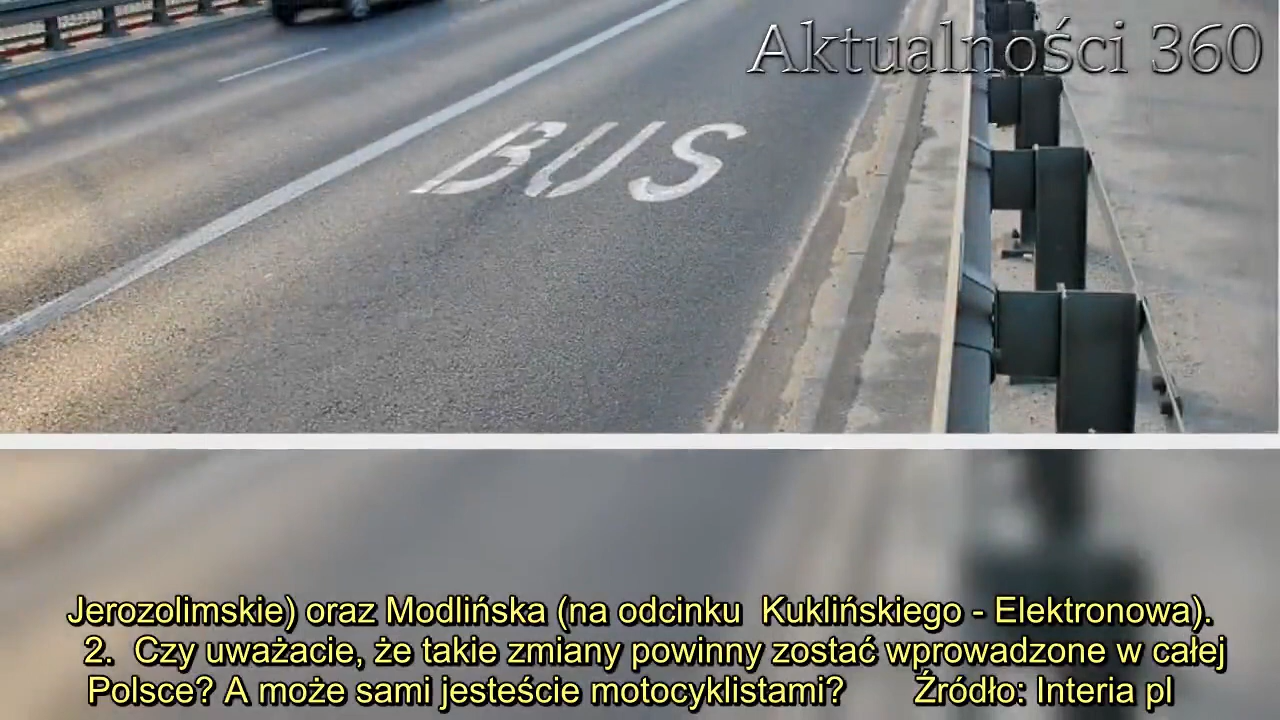 Aktualności 360
BUS
Jerozolimskie) oraz Modlińska (na odcinku  Kuklińskiego - Elektronowa).
2.  Czy uważacie, że takie zmiany powinny zostać wprowadzone w całej
Polsce? A może sami jesteście motocyklistami?       Źródło: Interia pl